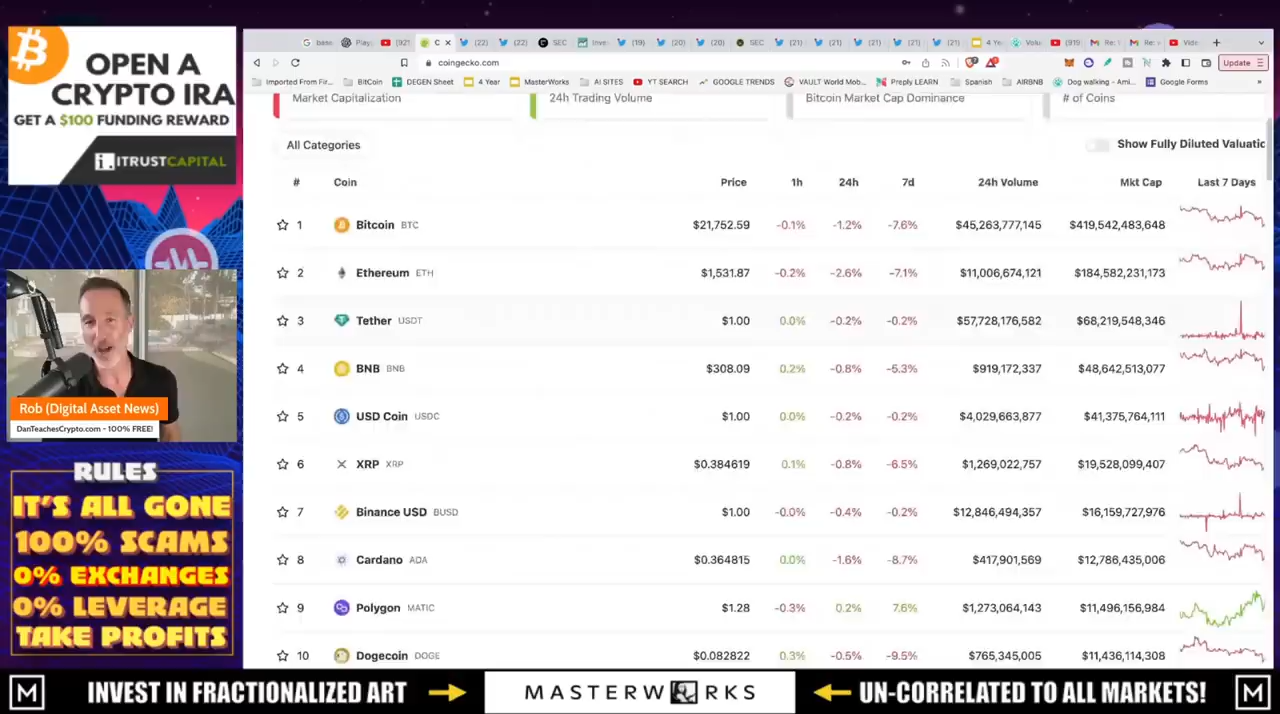 OPEN A
CRYPTO IRA
GET A $100 FUNDING REWARD
i. ITRUSTCAPITAL
Rob (Digital Asset News)
DanTeachesCrypto.com - 100% FREE!
RULES
IT'S ALL GONE
100% SCAMS
0% EXCHANGES
0% LEVERAGE
TAKE PROFITS
coingecko.com
Update
Imported From Fir... BitCoin DEGEN Sheet 4 Year MasterWorks AI SITES YT SEARCH GOOGLE TRENDS VAULT World Mob... Preply LEARN Spanish AIRBNB Dog walking - Ami... Google Forms
Market Capitalization 24h Trading Volume Bitcoin Market Cap Dominance # of Coins
All Categories Show Fully Diluted Valuatic
# Coin Price 1h 24h 7d 24h Volume Mkt Cap Last 7 Days
1 Bitcoin BTC $21,752.59 -0.1% -1.2% -7.6% $45,263,777,145 $419,542,483,648
2 Ethereum ETH $1,531.87 -0.2% -2.6% -7.1% $11,006,674,121 $184,582,231,173
3 Tether USDT $1.00 0.0% -0.2% -0.2% $57,728,176,582 $68,219,548,346
4 BNB BNB $308.09 0.2% -0.8% -5.3% $919,172,337 $48,642,513,077
5 USD Coin USDC $1.00 0.0% -0.2% -0.2% $4,029,663,877 $41,375,764,111
6 XRP XRP $0.384619 0.1% -0.8% -6.5% $1,269,022,757 $19,528,099,407
7 Binance USD BUSD $1.00 -0.0% -0.4% -0.2% $12,846,494,357 $16,159,727,976
8 Cardano ADA $0.364815 0.0% -1.6% -8.7% $417,901,569 $12,786,435,006
9 Polygon MATIC $1.28 -0.3% 0.2% 7.6% $1,273,064,143 $11,496,156,984
10 Dogecoin DOGE $0.082822 0.3% -0.5% -9.5% $765,345,005 $11,436,114,308
M INVEST IN FRACTIONALIZED ART MASTERWORKS UN-CORRELATED TO ALL MARKETS! M